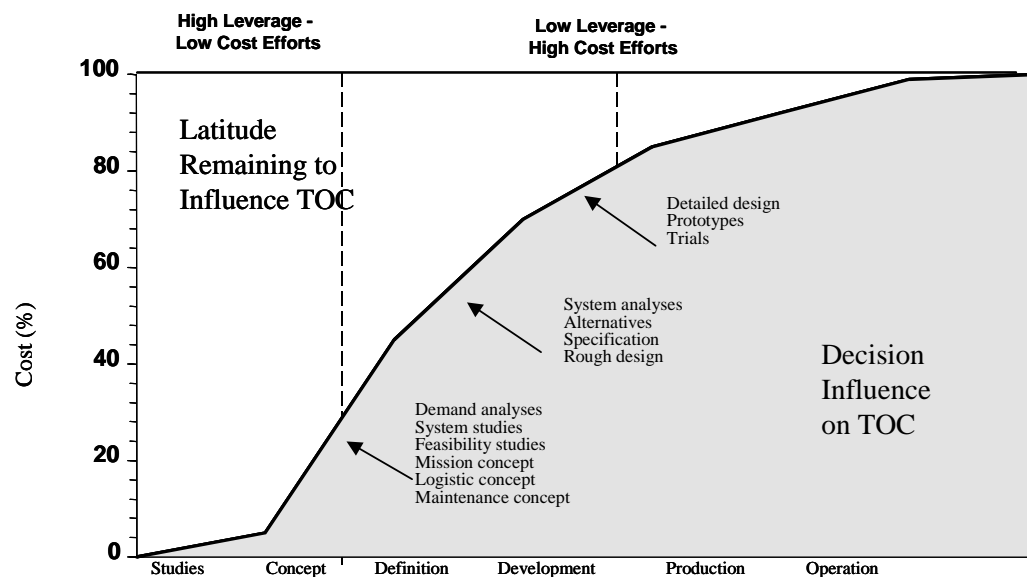 High Leverage -
Low Cost Efforts
Low Leverage -
High Cost Efforts
100
80
60
40
20
0
Cost (%)
Latitude
Remaining to
Influence TOC
Detailed design
Prototypes
Trials
System analyses
Alternatives
Specification
Rough design
Decision
Influence
on TOC
Demand analyses
System studies
Feasibility studies
Mission concept
Logistic concept
Maintenance concept
Studies
Concept
Definition
Development
Production
Operation